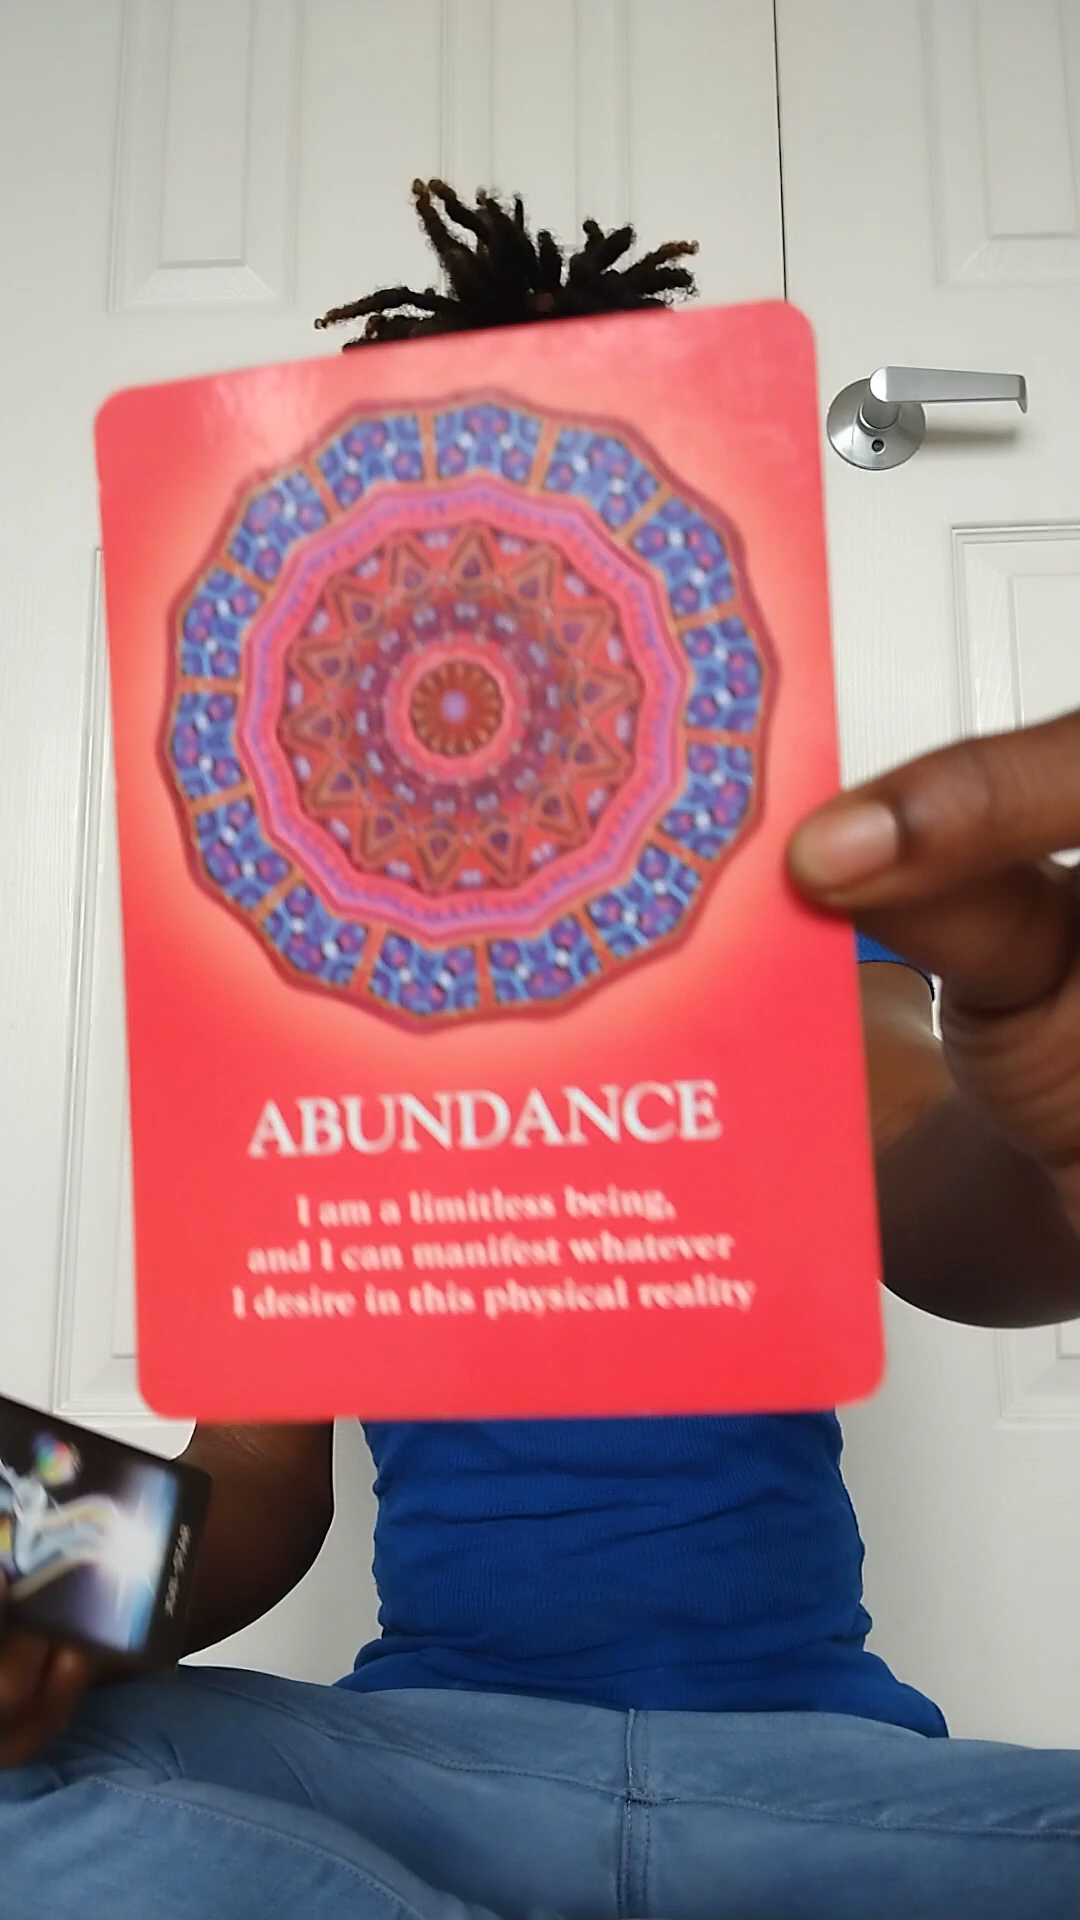 ABUNDANCE
I am a limitless being,
and I can manifest whatever
I desire in this physical reality